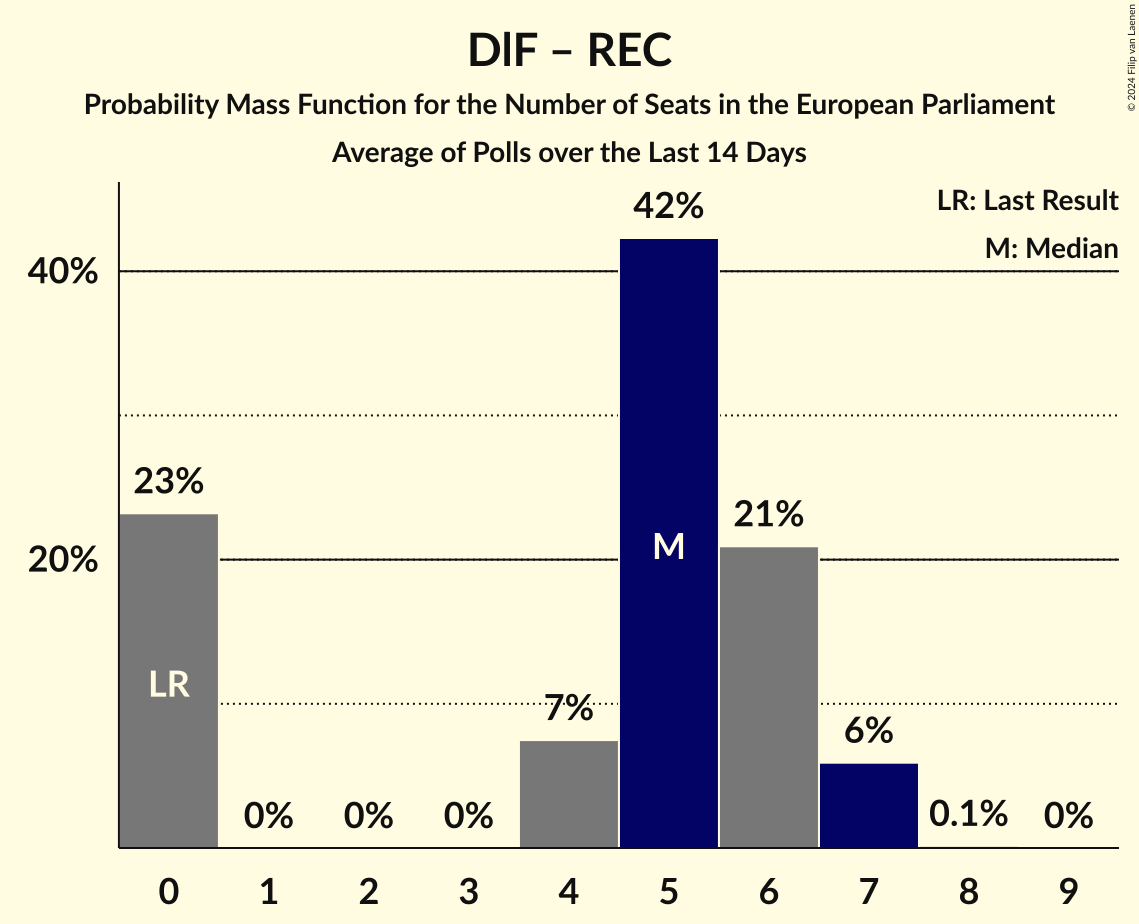 DIF – REC
Probability Mass Function for the Number of Seats in the European Parliament
Average of Polls over the Last 14 Days
© 2024 Filip van Laenen
LR: Last Result
M: Median
42%
40%
23%
21%
20%
M
LR
7%
6%
0%
0%
0%
0.1%
0%
0 1 2 3 4 5 6 7 8 9